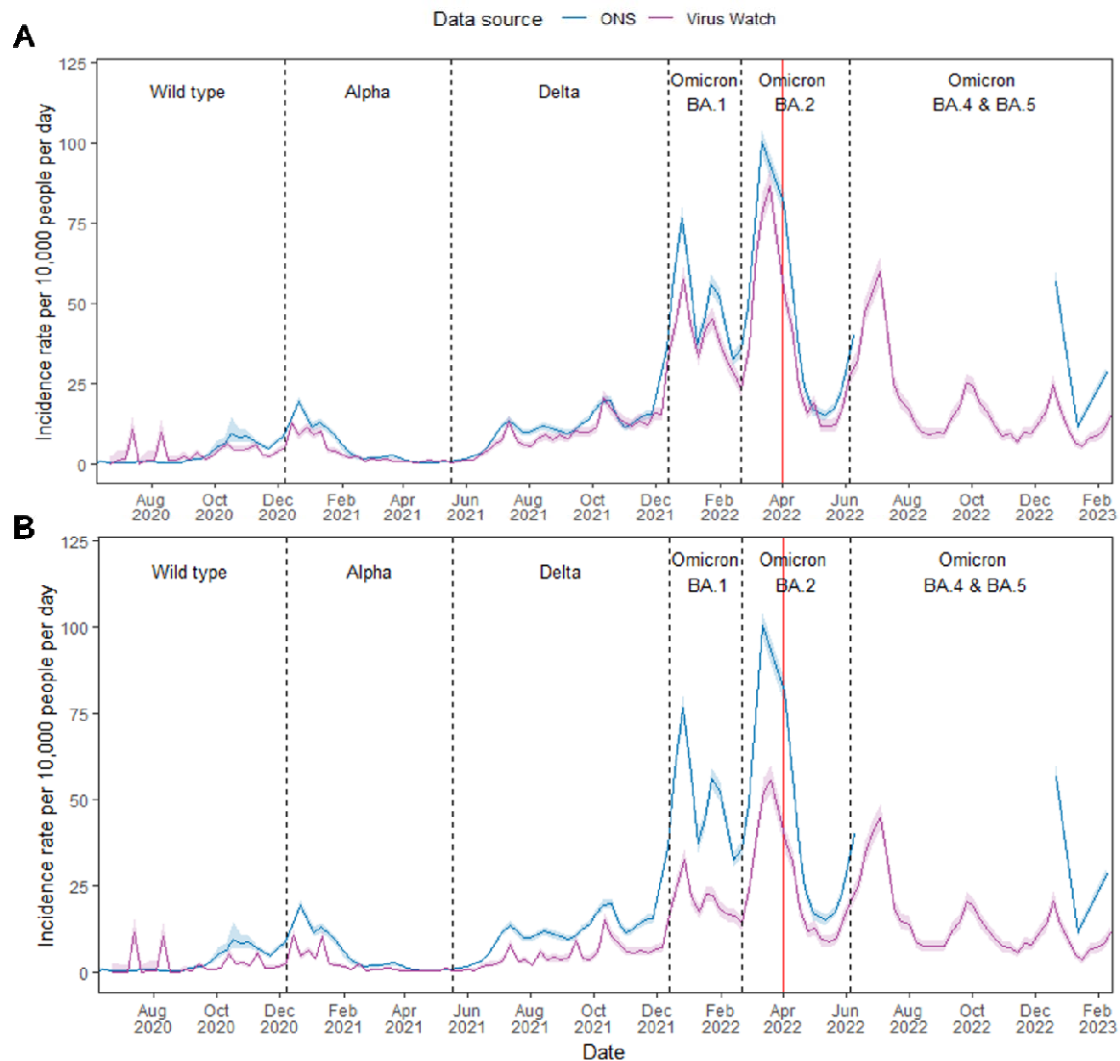 Data source ONS Virus Watch
A
Incidence rate per 10,000 people per day
125
100
75
50
25
0
Wild type
Alpha
Delta
Omicron
BA.1
Omicron
BA.2
Omicron
BA.4 & BA.5
Aug Oct Dec Feb Apr Jun Aug Oct Dec Feb Apr Jun Aug Oct Dec Feb
2020 2020 2020 2021 2021 2021 2021 2021 2021 2022 2022 2022 2022 2022 2022 2023
B
Incidence rate per 10,000 people per day
125
100
75
50
25
0
Wild type
Alpha
Delta
Omicron
BA.1
Omicron
BA.2
Omicron
BA.4 & BA.5
Aug Oct Dec Feb Apr Jun Aug Oct Dec Feb Apr Jun Aug Oct Dec Feb
2020 2020 2020 2021 2021 2021 2021 2021 2021 2022 2022 2022 2022 2022 2022 2023
Date